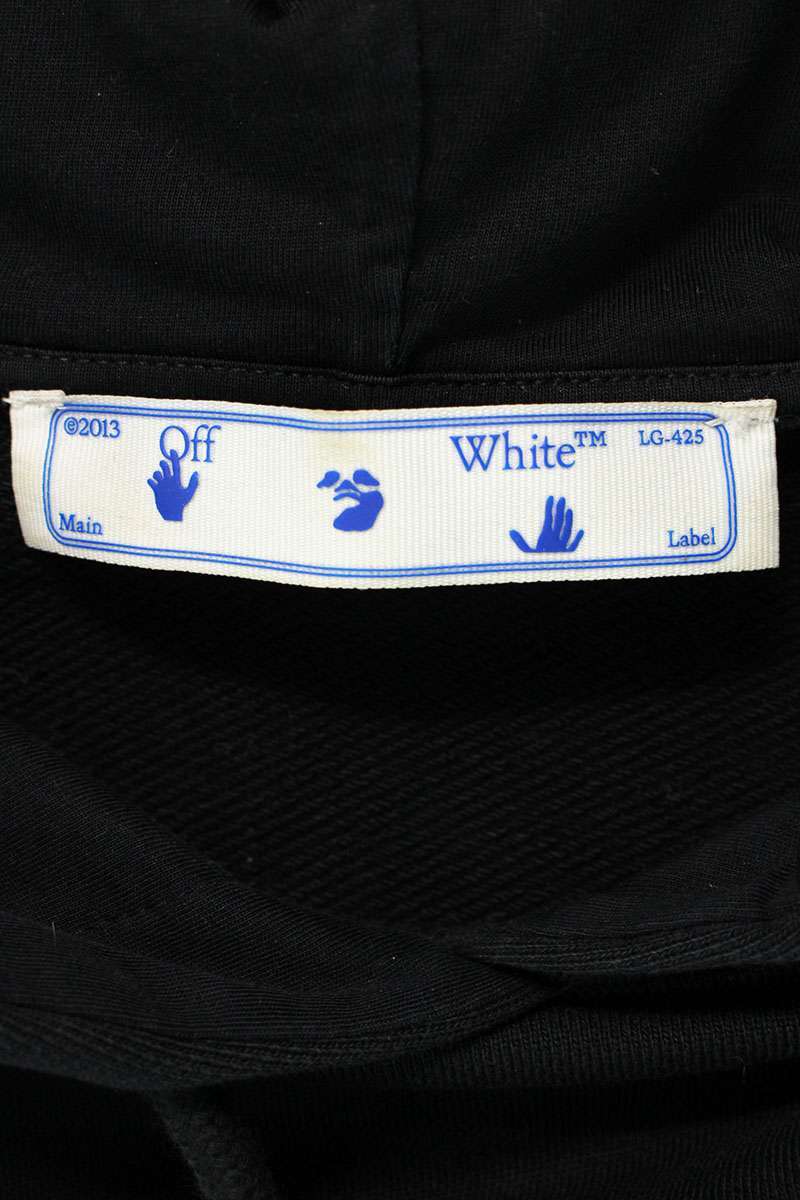 ©2013 Off White™ LG-425
Main Label